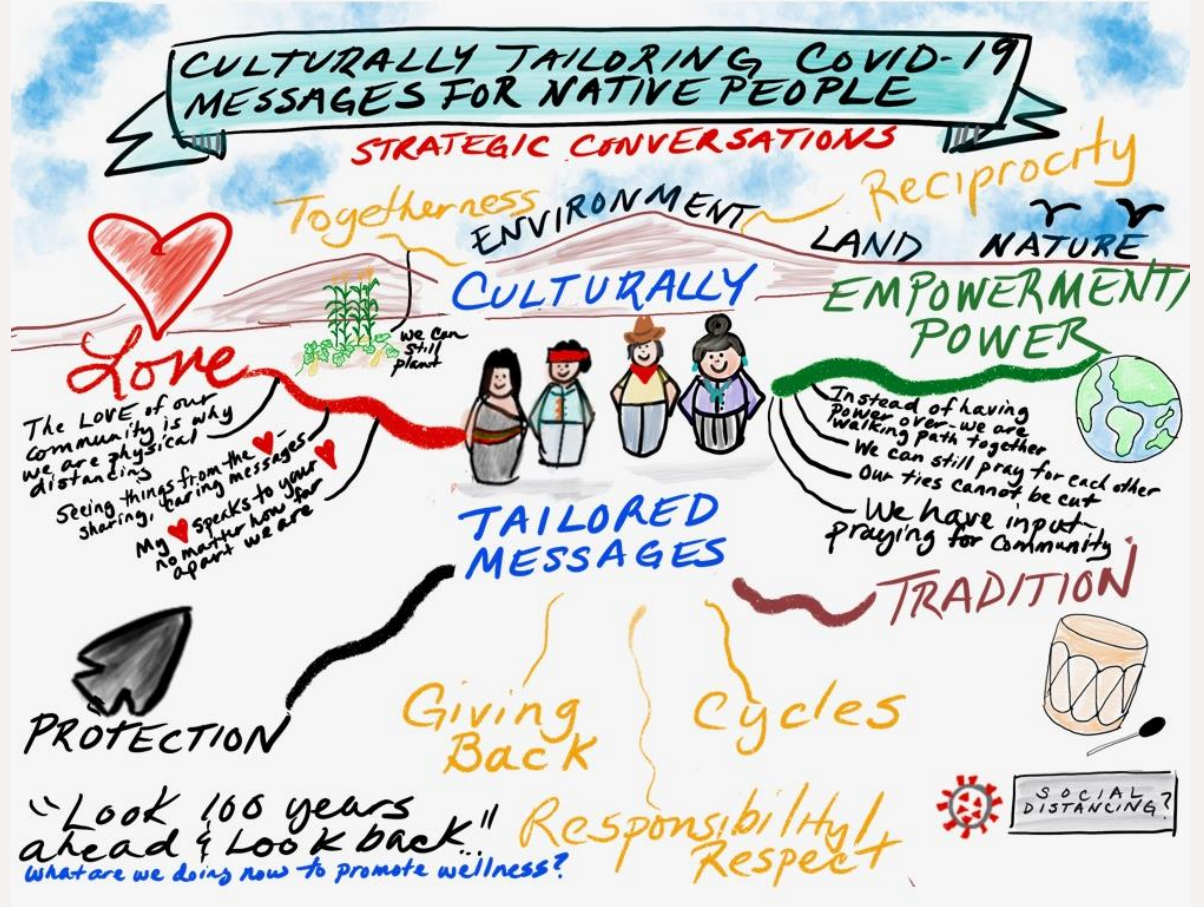 CULTURALLY TAILORING COVID-19
MESSAGES FOR NATIVE PEOPLE
STRATEGIC CONVERSATIONS
Togetherness
ENVIRONMENT
Reciprocity
LAND NATURE
CULTURALLY
EMPOWERMENT/
POWER
we can
still
plant
Love
The LOVE of our
community is why
we are physical
distancing
Seeing things from the ♥-
sharing, caring messages
My ♥ speaks to your ♥
no matter how far
apart we are
Instead of having
Power over-we are
walking path together
We can still pray for each other
Our ties cannot be cut
We have input-
praying for community
TAILORED
MESSAGES
TRADITION
PROTECTION
Giving
Back
Cycles
"Look 100 years
ahead & Look back.."
what are we doing now to promote wellness?
Responsibility/
Respect
SOCIAL
DISTANCING?